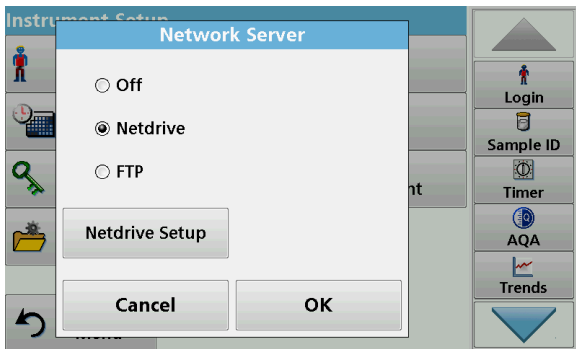 Network Server
Off
Netdrive
FTP
Netdrive Setup
Cancel
OK
Login
Sample ID
Timer
AQA
Trends